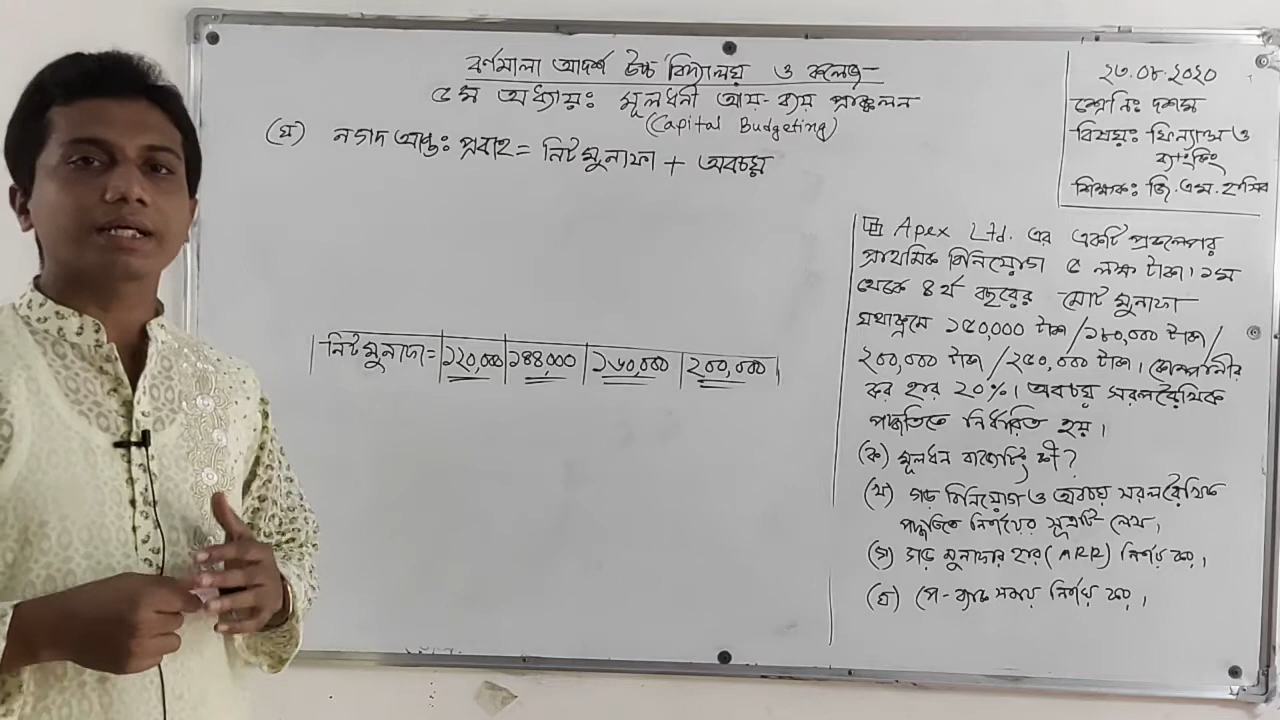 বর্ণমালা আদর্শ উচ্চ বিদ্যালয় ও কলেজ
৫ম অধ্যায়ঃ মূলধনী আয়-ব্যয় প্রাক্কলন
(Capital Budgeting)
(ঘ) নগদ আন্তঃ প্রবাহ = নিট মুনাফা + অবচয়
নিট মুনাফা= ১২০,০০০ ১৪৪,০০০ ১৬০,০০০ ২০০,০০০
২৩.০৮.২০২০
শ্রেনিঃ দশম
বিষয়ঃ ফিন্যান্স ও
ব্যাংকিং
শিক্ষকঃ জি.এম.হাসিব
Apex Ltd. এর একটি প্রকল্পের
প্রাথমিক বিনিয়োগ ৫ লক্ষ টাকা। ১ম
থেকে ৪র্থ বছরের মোট মুনাফা
যথাক্রমে ১৫০,০০০ টাকা/১৮০,০০০ টাকা/
২০০,০০০ টাকা/২৫০,০০০ টাকা। কোম্পানীর
কর হার ২০%। অবচয় সরলরৈখিক
পদ্ধতিতে নির্ধারিত হয়।
(ক) মূলধন বাজেটিং কী?
(খ) গড় বিনিয়োগ ও অবচয় সরলরৈখিক
পদ্ধতিতে নির্ণয়ের সূত্রটি লেখ।
(গ) গড় মুনাফার হার (ARR) নির্ণয় কর।
(ঘ) পে-ব্যাক সময় নির্ণয় কর।